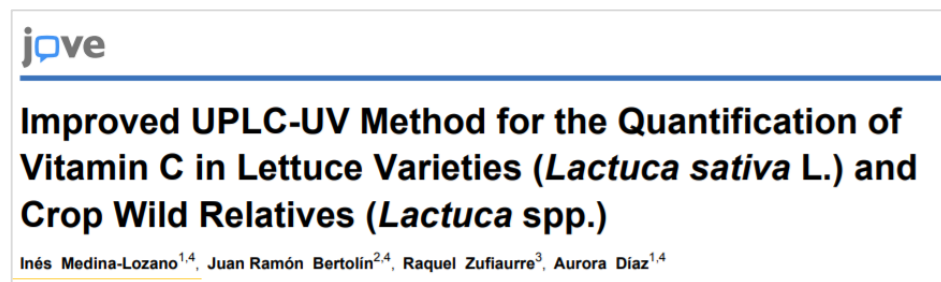 jove
Improved UPLC-UV Method for the Quantification of
Vitamin C in Lettuce Varieties (Lactuca sativa L.) and
Crop Wild Relatives (Lactuca spp.)
Inés Medina-Lozano1,4, Juan Ramón Bertolín2,4, Raquel Zufiaurre3, Aurora Díaz1,4